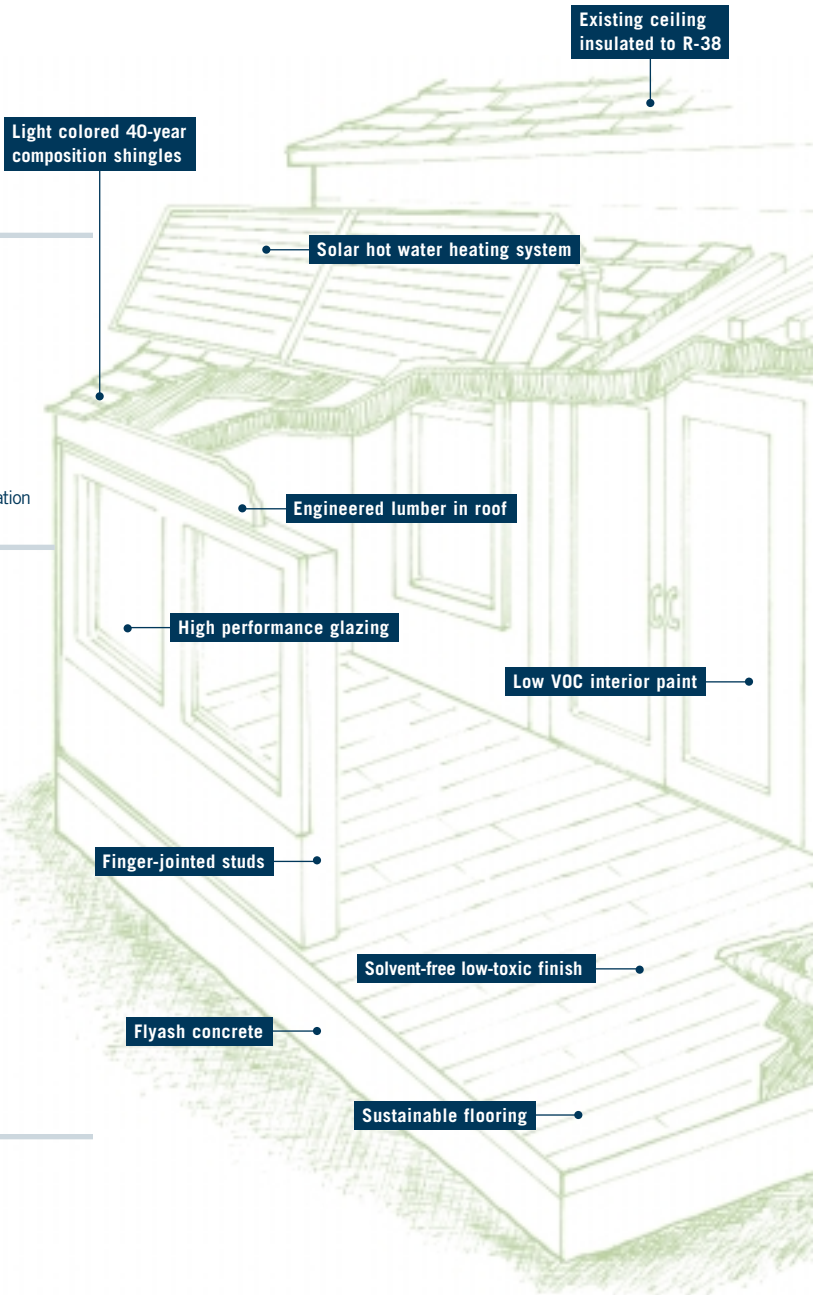 Existing ceiling
insulated to R-38
Light colored 40-year
composition shingles
Solar hot water heating system
Engineered lumber in roof
High performance glazing
Low VOC interior paint
Finger-jointed studs
Solvent-free low-toxic finish
Flyash concrete
Sustainable flooring